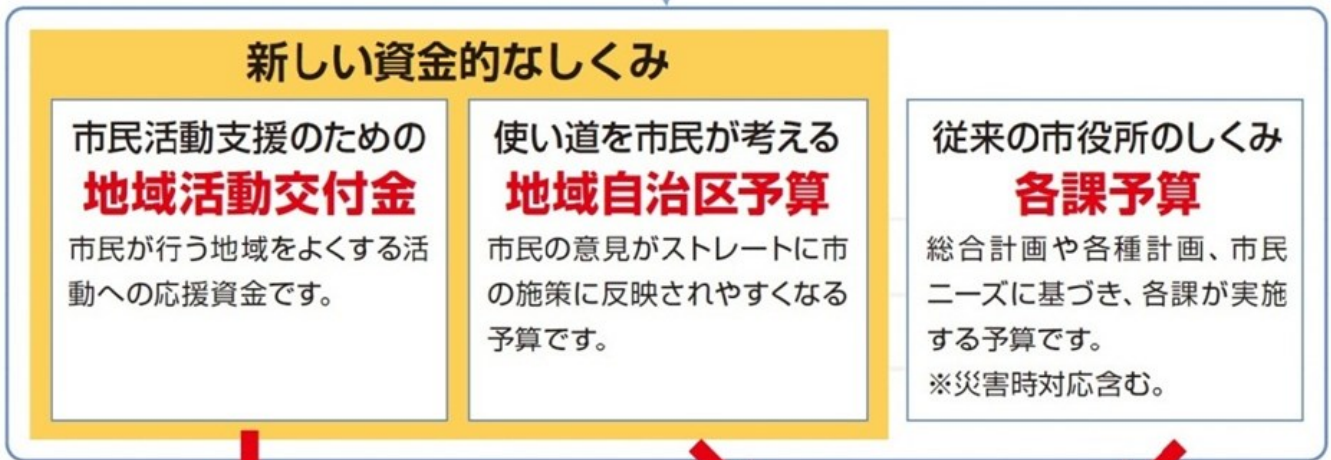 新しい資金的なしくみ
市民活動支援のための
地域活動交付金
市民が行う地域をよくする活
動への応援資金です。
使い道を市民が考える
地域自治区予算
市民の意見がストレートに市
の施策に反映されやすくなる
予算です。
従来の市役所のしくみ
各課予算
総合計画や各種計画、市民
ニーズに基づき、各課が実施
する予算です。
※災害時対応含む。